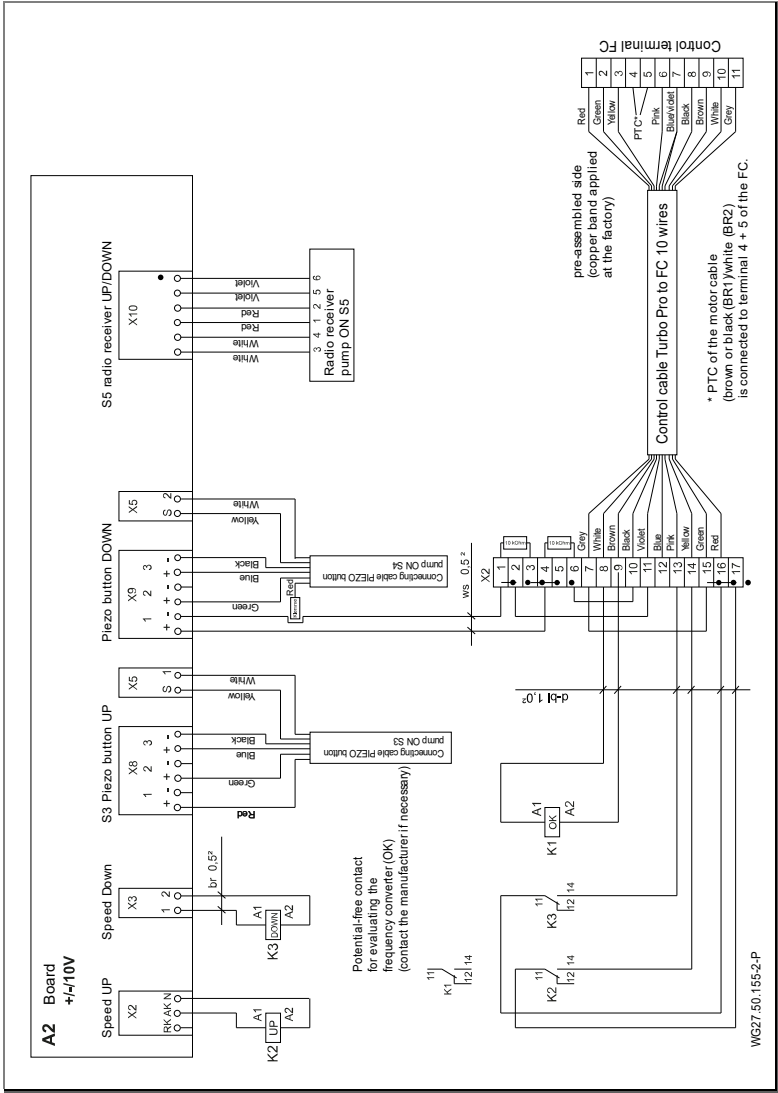 A2 Board
+/-/10V
Speed UP
X2
RK AK N
A1
UP
A2
K2
Speed Down
X3
1 2
br 0,5²
A1
DOWN
A2
K3
S3 Piezo button UP
X8
1 2 3
+ - + - + -
X5
S 1
Red
Green
Blue
Black
Yellow
White
Connecting cable PIEZO button
pump ON S3
Piezo button DOWN
X9
1 2 3
+ - + - + -
X5
S 2
Green
Red
Blue
Black
Yellow
White
Connecting cable PIEZO button
pump ON S4
S5 radio receiver UP/DOWN
X10
White
White
Red
Red
Violet
Violet
3 4 1 2 5 6
Radio receiver
pump ON S5
Potential-free contact
for evaluating the
frequency converter (OK)
(contact the manufacturer if necessary)
11
12 14
K1
ws 0,5²
X2
10 kOhm
10 kOhm
1
2
3
4
5
6
7
8
9
10
11
12
13
14
15
16
17
Grey
White
Brown
Black
Violet
Blue
Pink
Yellow
Green
Red
d-bl 1,0²
A1
OK
A2
K1
11
12 14
K3
11
12 14
K2
Control cable Turbo Pro to FC 10 wires
pre-assembled side
(copper band applied
at the factory)
Control terminal FC
1
2
3
4
5
6
7
8
9
10
11
Red
Green
Yellow
PTC*
Pink
Blue/violet
Black
Brown
White
Grey
* PTC of the motor cable
(brown or black (BR1)/white (BR2)
is connected to terminal 4 + 5 of the FC.
WG27.50.155-2-P